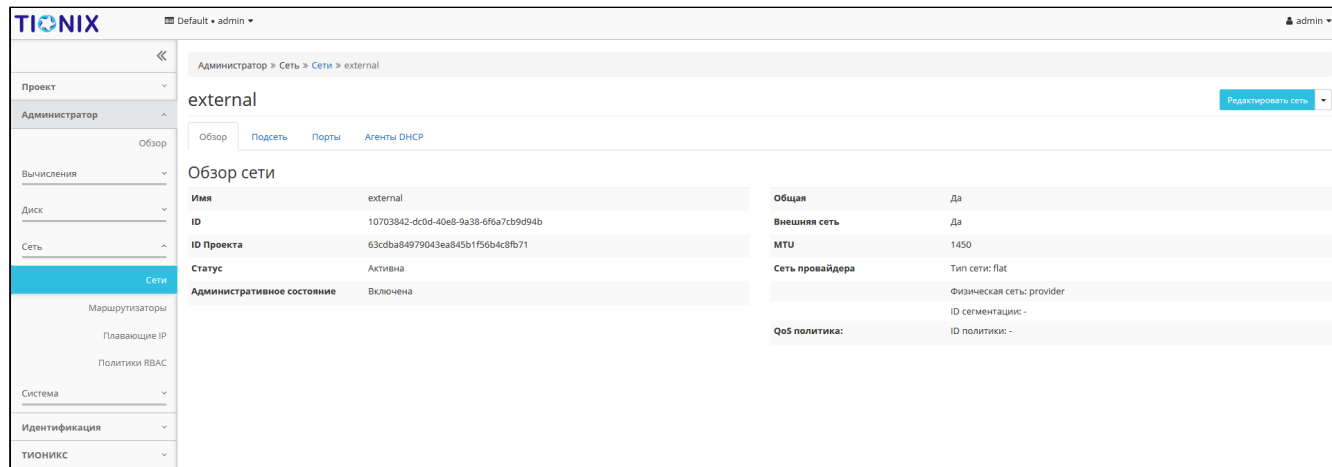 TIONIX
Default • admin
admin
Администратор » Сеть » Сети » external
Проект
Администратор
Обзор
Вычисления
Диск
Сеть
Сети
Маршрутизаторы
Плавающие IP
Политики RBAC
Система
Идентификация
ТИОНИКС
external
Редактировать сеть
Обзор Подсеть Порты Агенты DHCP
Обзор сети
Имя external
ID 10703842-dc0d-40e8-9a38-6f6a7cb9d94b
ID Проекта 63cdba84979043ea845b1f56b4c8fb71
Статус Активна
Административное состояние Включена
Общая Да
Внешняя сеть Да
MTU 1450
Сеть провайдера Тип сети: flat
Физическая сеть: provider
ID сегментации: -
QoS политика: ID политики: -